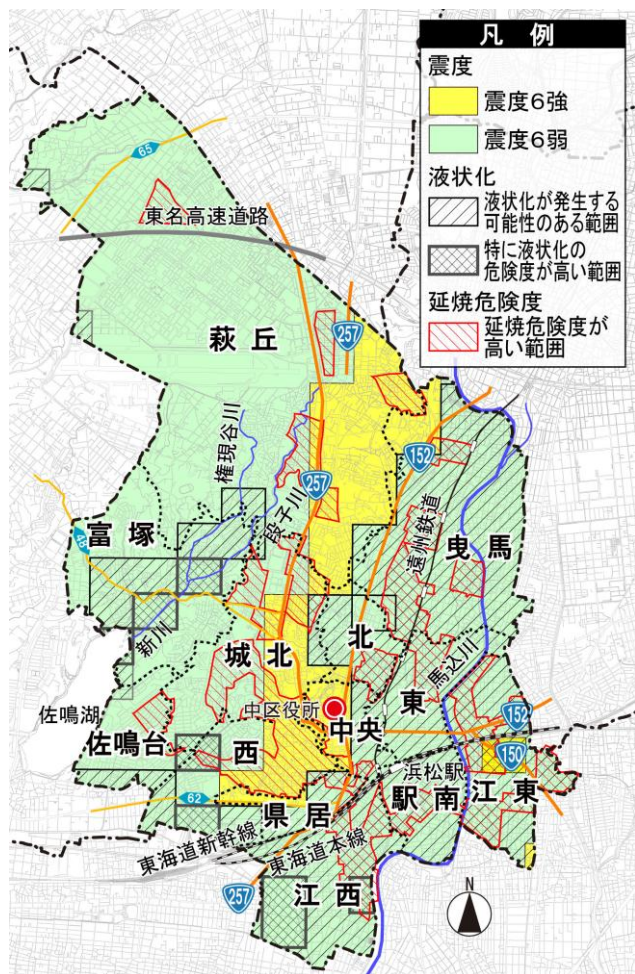 凡　例
震度
震度６強
震度６弱
液状化
液状化が発生する
可能性のある範囲
特に液状化の
危険度が高い範囲
延焼危険度
延焼危険度が
高い範囲
65
東名高速道路
萩丘
257
257
152
権現谷川
段子川
遠州鉄道
曳馬
富塚
48
新川
城北
北
馬込川
佐鳴湖
中区役所
中央
東
152
佐鳴台
西
150
浜松駅
駅南
江東
62
県居
東海道新幹線
東海道本線
江西
257
N